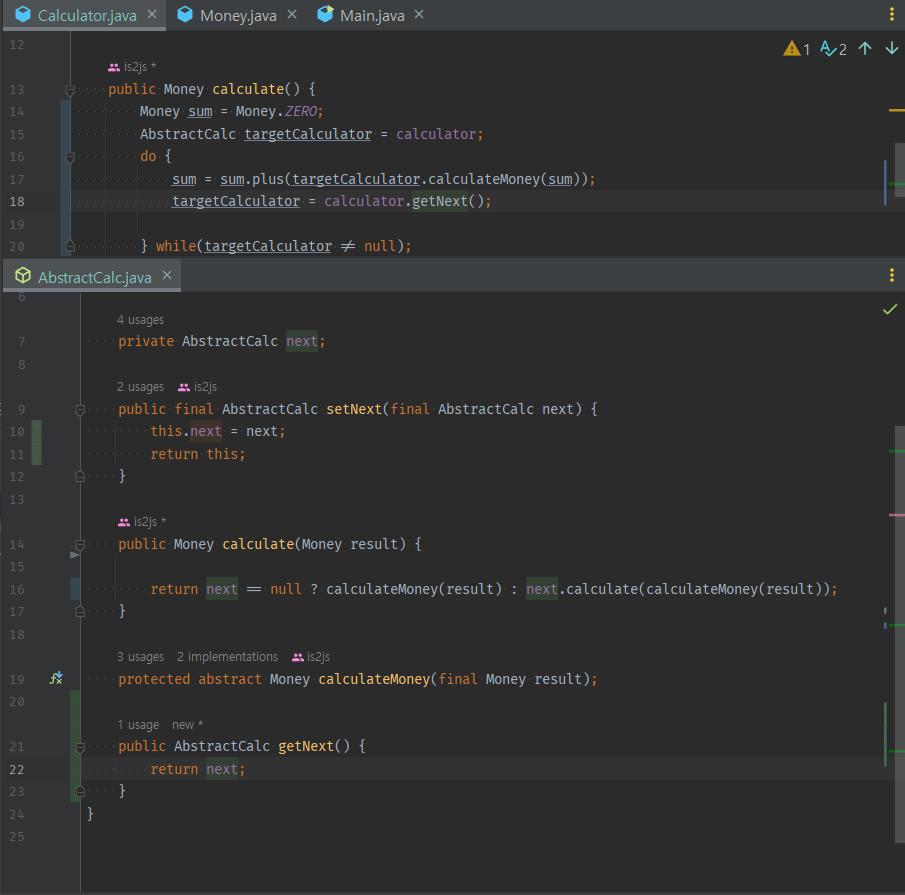 Calculator.java Money.java Main.java
1 2
12
is2js *
13 public Money calculate() {
14 Money sum = Money.ZERO;
15 AbstractCalc targetCalculator = calculator;
16 do {
17 sum = sum.plus(targetCalculator.calculateMoney(sum));
18 targetCalculator = calculator.getNext();
19
20 } while(targetCalculator ≠ null);
AbstractCalc.java
6
4 usages
7 private AbstractCalc next;
8
2 usages is2js
9 public final AbstractCalc setNext(final AbstractCalc next) {
10 this.next = next;
11 return this;
12 }
13
is2js *
14 public Money calculate(Money result) {
15
16 return next == null ? calculateMoney(result) : next.calculate(calculateMoney(result));
17 }
18
3 usages 2 implementations is2js
19 protected abstract Money calculateMoney(final Money result);
20
1 usage new *
21 public AbstractCalc getNext() {
22 return next;
23 }
24 }
25